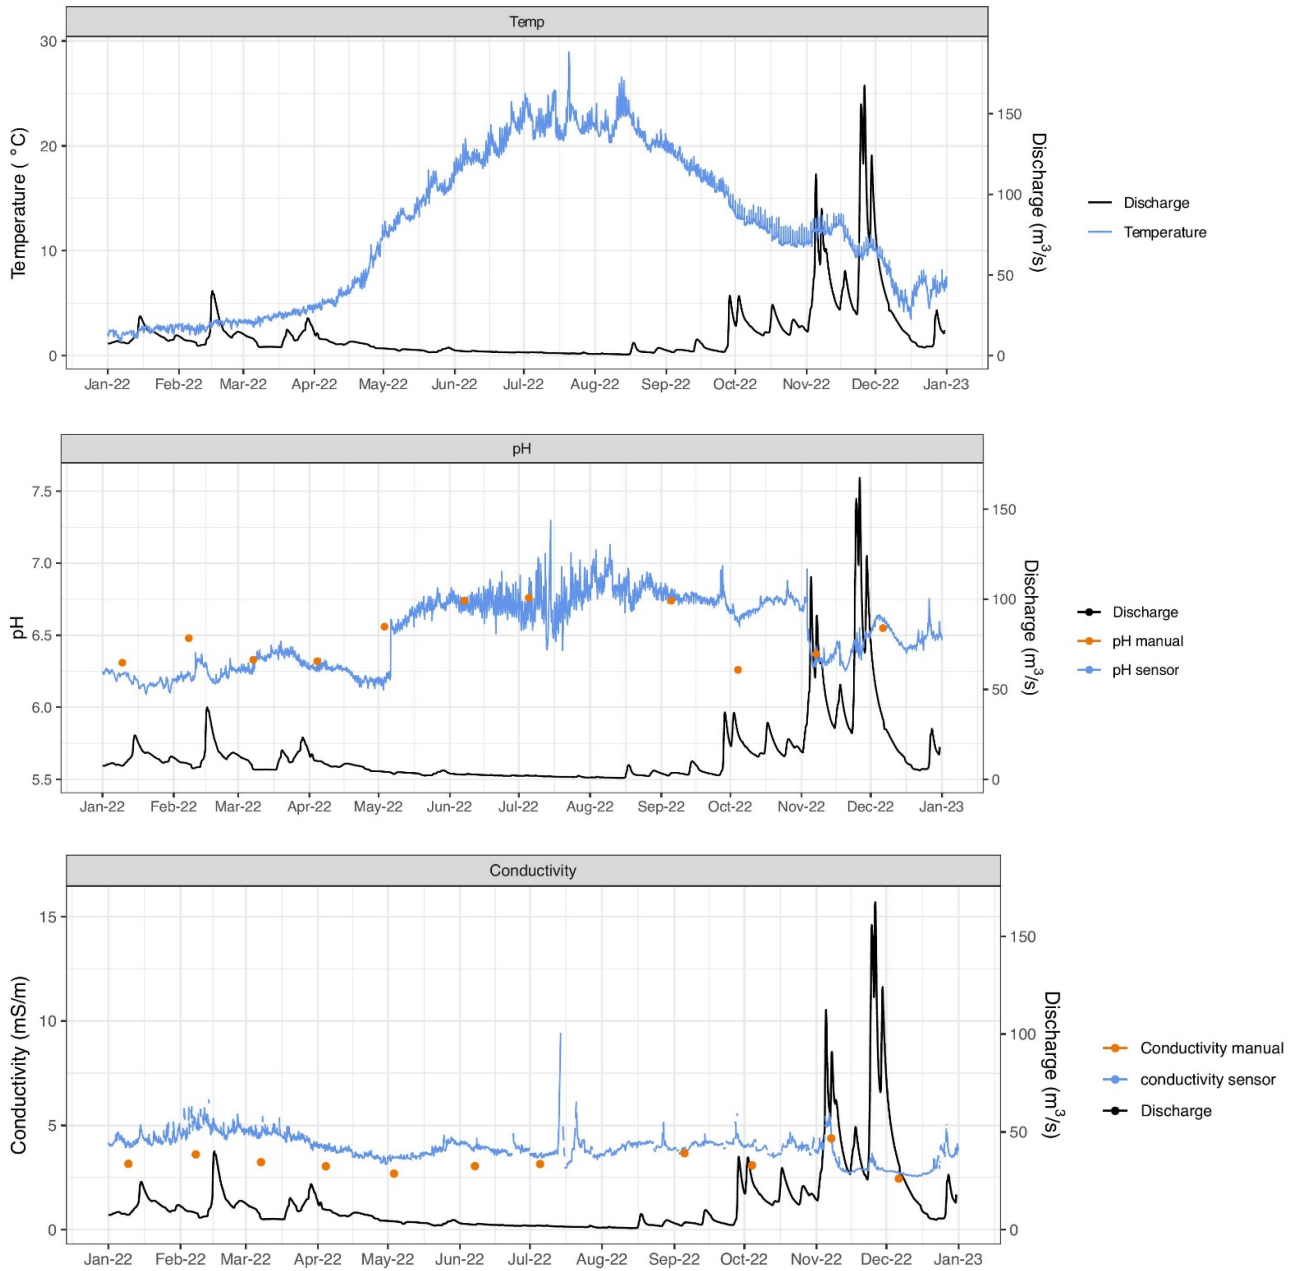 Temp
30
20
10
0
Temperature ( °C)
150
100
50
0
Discharge (m³/s)
Jan-22 Feb-22 Mar-22 Apr-22 May-22 Jun-22 Jul-22 Aug-22 Sep-22 Oct-22 Nov-22 Dec-22 Jan-23
Discharge
Temperature
pH
7.5
7.0
6.5
6.0
5.5
pH
150
100
50
0
Discharge (m³/s)
Jan-22 Feb-22 Mar-22 Apr-22 May-22 Jun-22 Jul-22 Aug-22 Sep-22 Oct-22 Nov-22 Dec-22 Jan-23
Discharge
pH manual
pH sensor
Conductivity
15
10
5
0
Conductivity (mS/m)
150
100
50
0
Discharge (m³/s)
Jan-22 Feb-22 Mar-22 Apr-22 May-22 Jun-22 Jul-22 Aug-22 Sep-22 Oct-22 Nov-22 Dec-22 Jan-23
Conductivity manual
conductivity sensor
Discharge